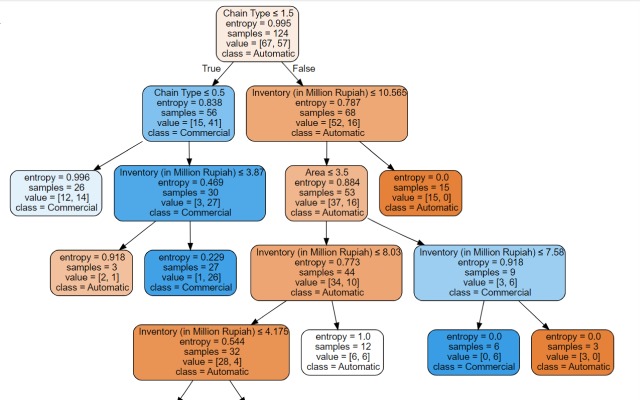 Chain Type ≤ 1.5
entropy = 0.995
samples = 124
value = [67, 57]
class = Automatic
True
False
Chain Type ≤ 0.5
entropy = 0.838
samples = 56
value = [15, 41]
class = Commercial
Inventory (in Million Rupiah) ≤ 10.565
entropy = 0.787
samples = 68
value = [52, 16]
class = Automatic
entropy = 0.996
samples = 26
value = [12, 14]
class = Commercial
Inventory (in Million Rupiah) ≤ 3.87
entropy = 0.469
samples = 30
value = [3, 27]
class = Commercial
Area ≤ 3.5
entropy = 0.884
samples = 53
value = [37, 16]
class = Automatic
entropy = 0.0
samples = 15
value = [15, 0]
class = Automatic
entropy = 0.918
samples = 3
value = [2, 1]
class = Automatic
entropy = 0.229
samples = 27
value = [1, 26]
class = Commercial
Inventory (in Million Rupiah) ≤ 8.03
entropy = 0.773
samples = 44
value = [34, 10]
class = Automatic
Inventory (in Million Rupiah) ≤ 7.58
entropy = 0.918
samples = 9
value = [3, 6]
class = Commercial
Inventory (in Million Rupiah) ≤ 4.175
entropy = 0.544
samples = 32
value = [28, 4]
class = Automatic
entropy = 1.0
samples = 12
value = [6, 6]
class = Automatic
entropy = 0.0
samples = 6
value = [0, 6]
class = Commercial
entropy = 0.0
samples = 3
value = [3, 0]
class = Automatic